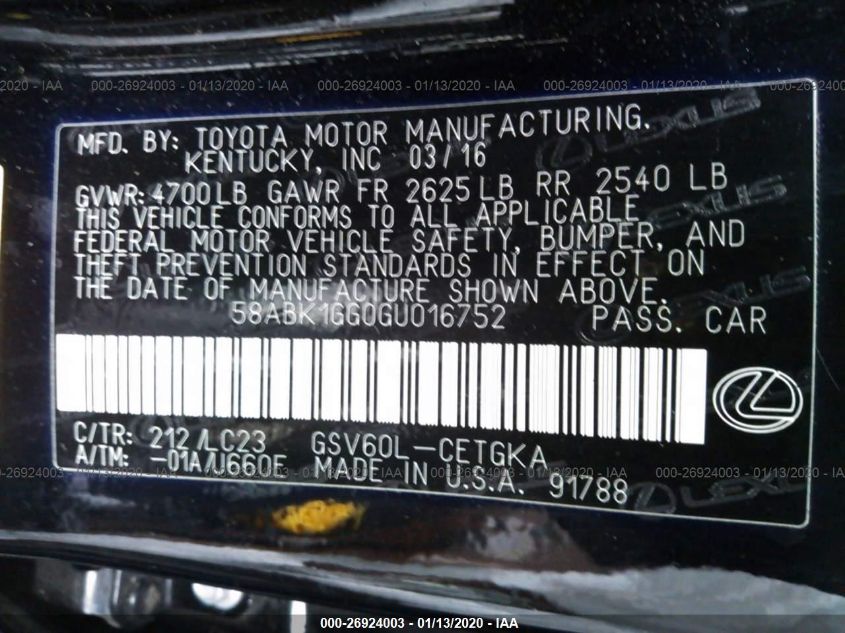 000-26924003 - 01/13/2020 - IAA
MFD. BY: TOYOTA MOTOR MANUFACTURING,
KENTUCKY, INC 03/16
GVWR: 4700LB GAWR FR 2625LB RR 2540 LB
THIS VEHICLE CONFORMS TO ALL APPLICABLE
FEDERAL MOTOR VEHICLE SAFETY, BUMPER, AND
THEFT PREVENTION STANDARDS IN EFFECT ON
THE DATE OF MANUFACTURE SHOWN ABOVE.
58ABK1GG0GU016752 PASS. CAR
C/TR: 212/LC23 GSV60L-CETGKA
A/TM: -01A/U660E MADE IN U.S.A. 91788
LEXUS
000-26924003 - 01/13/2020 - IAA